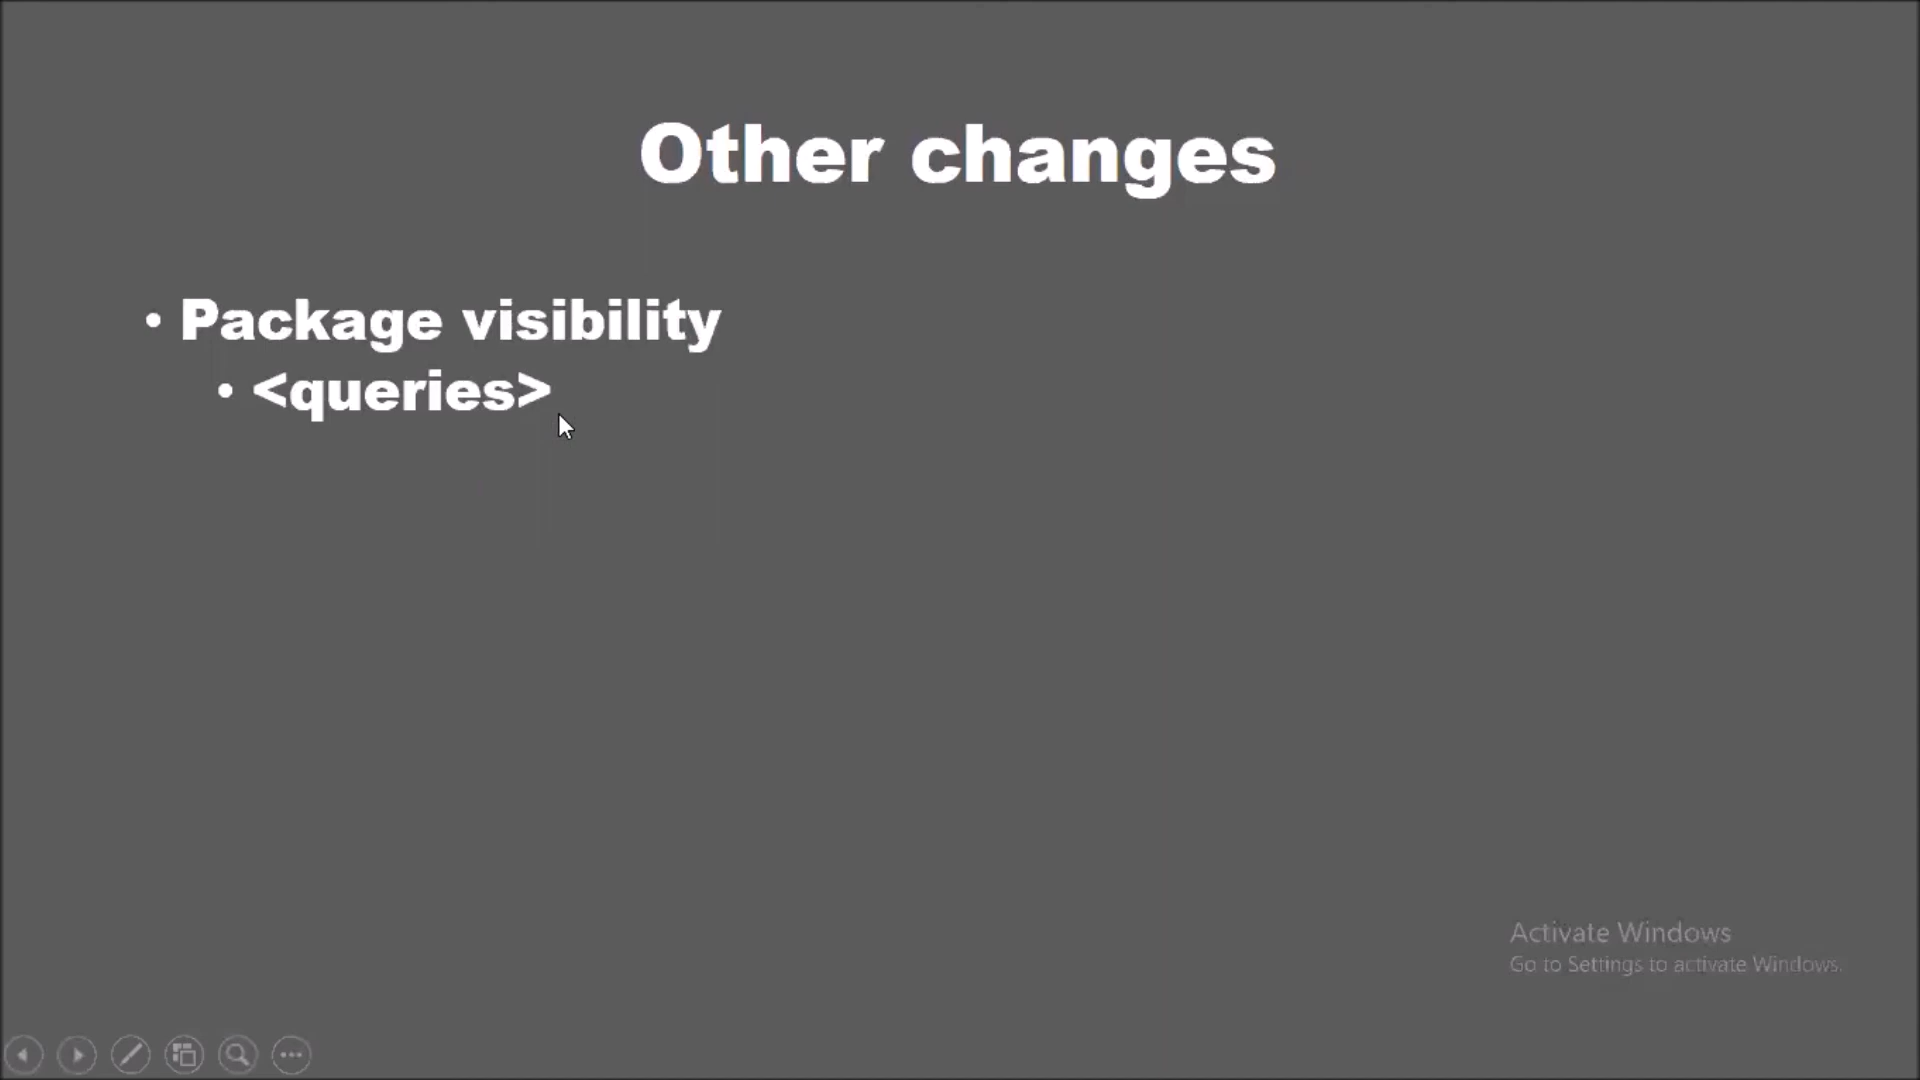 Other changes
• Package visibility
• <queries>
Activate Windows
Go to Settings to activate Windows.